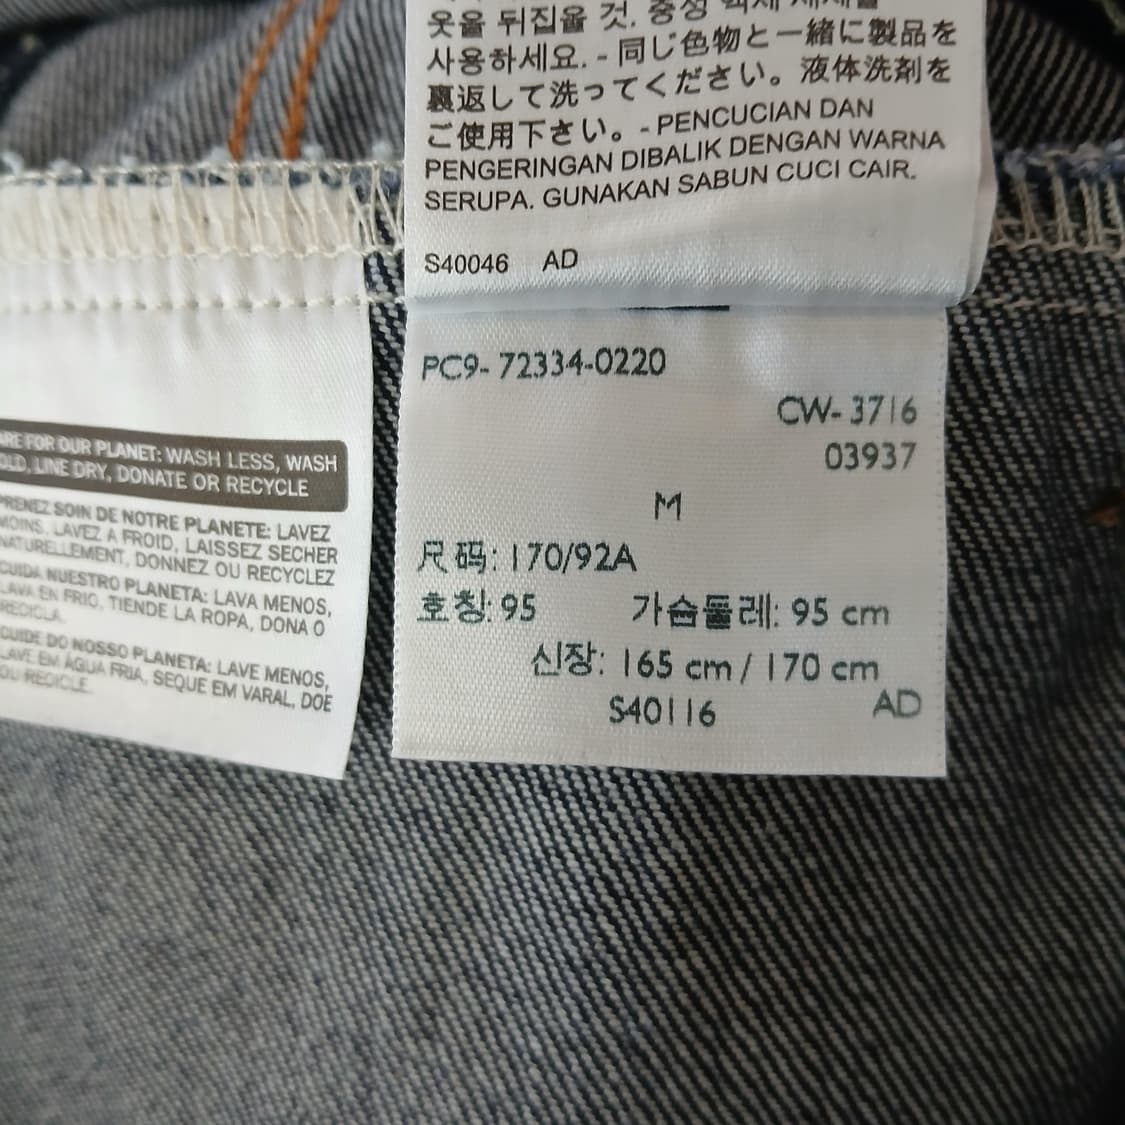 옷을 뒤집을 것. 중성 액체 세제를
사용하세요. - 同じ色物と一緒に製品を
裏返して洗ってください。液体洗剤を
ご使用下さい。- PENCUCIAN DAN
PENGERINGAN DIBALIK DENGAN WARNA
SERUPA. GUNAKAN SABUN CUCI CAIR.
S40046 AD
PC9- 72334-0220
CW- 3716
03937
M
尺码: 170/92A
호칭: 95 가슴둘레: 95 cm
신장: 165 cm / 170 cm
S40116 AD
FOR OUR PLANET: WASH LESS, WASH
LINE DRY, DONATE OR RECYCLE
PRENEZ SOIN DE NOTRE PLANETE: LAVEZ
MOINS, LAVEZ A FROID, LAISSEZ SECHER
NATURELLEMENT, DONNEZ OU RECYCLEZ
CUIDA NUESTRO PLANETA: LAVA MENOS,
LAVA EN FRIO, TIENDE LA ROPA, DONA O
RECICLA.
CUIDE DO NOSSO PLANETA: LAVE MENOS,
LAVE EM ÁGUA FRIA, SEQUE EM VARAL, DOE
OU RECICLE.